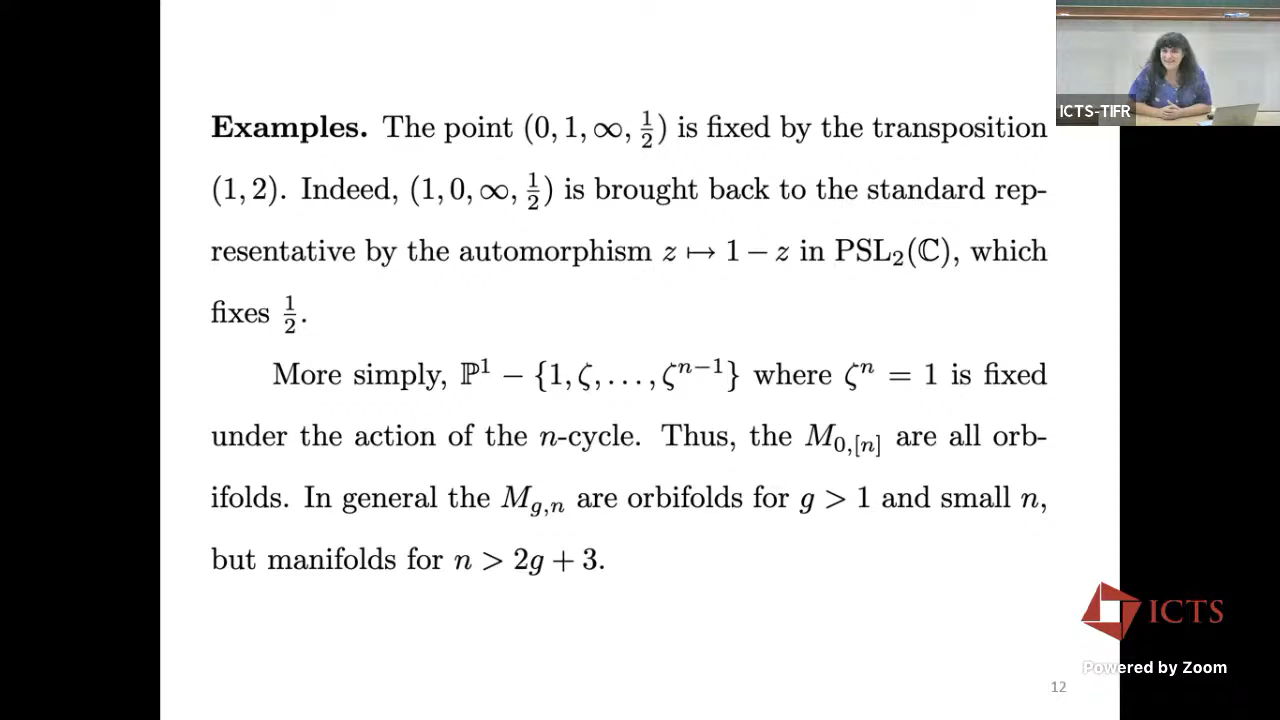 Examples. The point (0, 1, ∞, 1/2) is fixed by the transposition
(1, 2). Indeed, (1, 0, ∞, 1/2) is brought back to the standard rep-
resentative by the automorphism z ↦ 1 − z in PSL₂(ℂ), which
fixes 1/2.
More simply, ℙ¹ − {1, ζ, . . . , ζⁿ⁻¹} where ζⁿ = 1 is fixed
under the action of the n-cycle. Thus, the M₀,[n] are all orb-
ifolds. In general the M_{g,n} are orbifolds for g > 1 and small n,
but manifolds for n > 2g + 3.
ICTS-TIFR
ICTS
Powered by Zoom
12